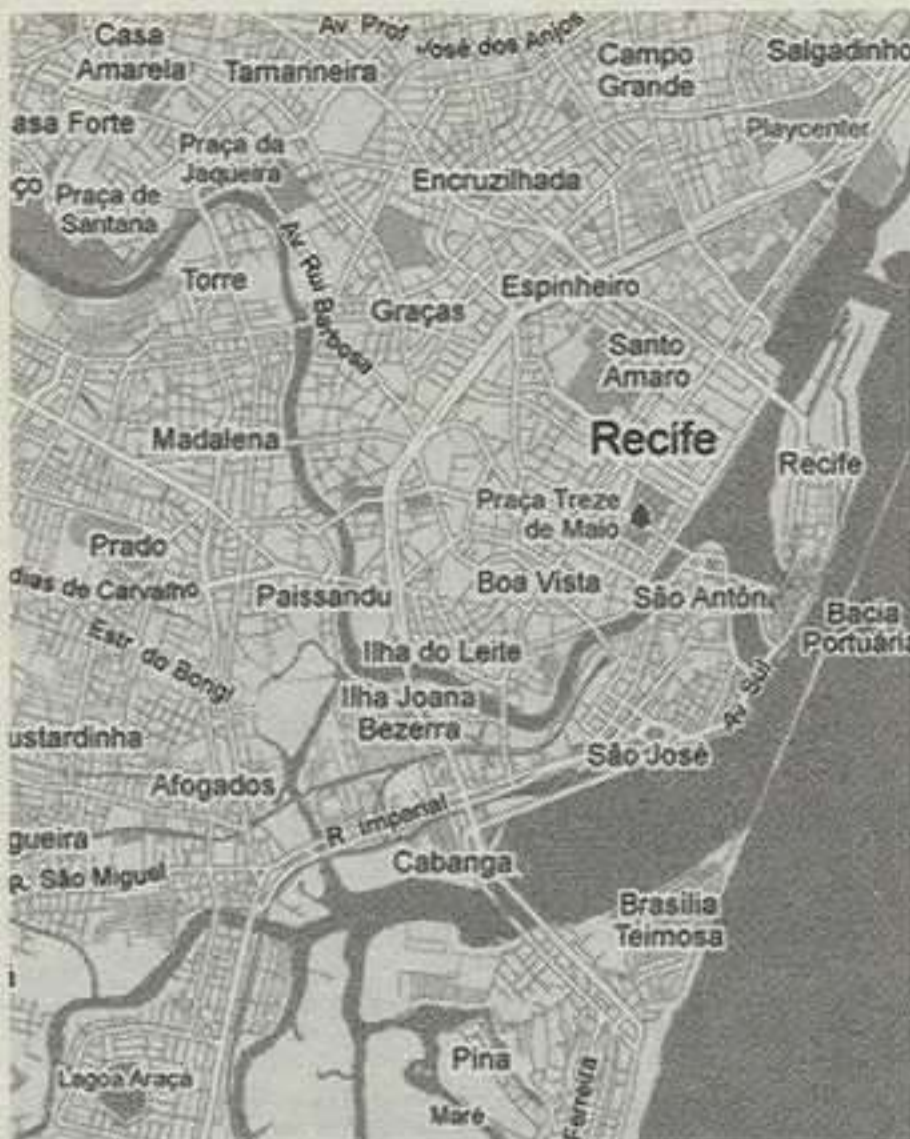 Av. Prof. José dos Anjos
Casa
Amarela
Tamarineira
Campo
Grande
Salgadinho
asa Forte
Playcenter
Praça da
Jaqueira
Encruzilhada
ço
Praça de
Santana
Av. Rui Barbosa
Torre
Espinheiro
Graças
Santo
Amaro
Madalena
Recife
Recife
Praça Treze
de Maio
Prado
dias de Carvalho
Paissandu
Boa Vista
São Antôn
Bacia
Portuária
Estr. do Bongi
Ilha do Leite
Ilha Joana
Bezerra
Av. Sul
ustardinha
São José
Afogados
R. Imperial
gueira
Cabanga
R. São Miguel
Brasília
Teimosa
Pina
Lagoa Araça
Ferreira
Maré